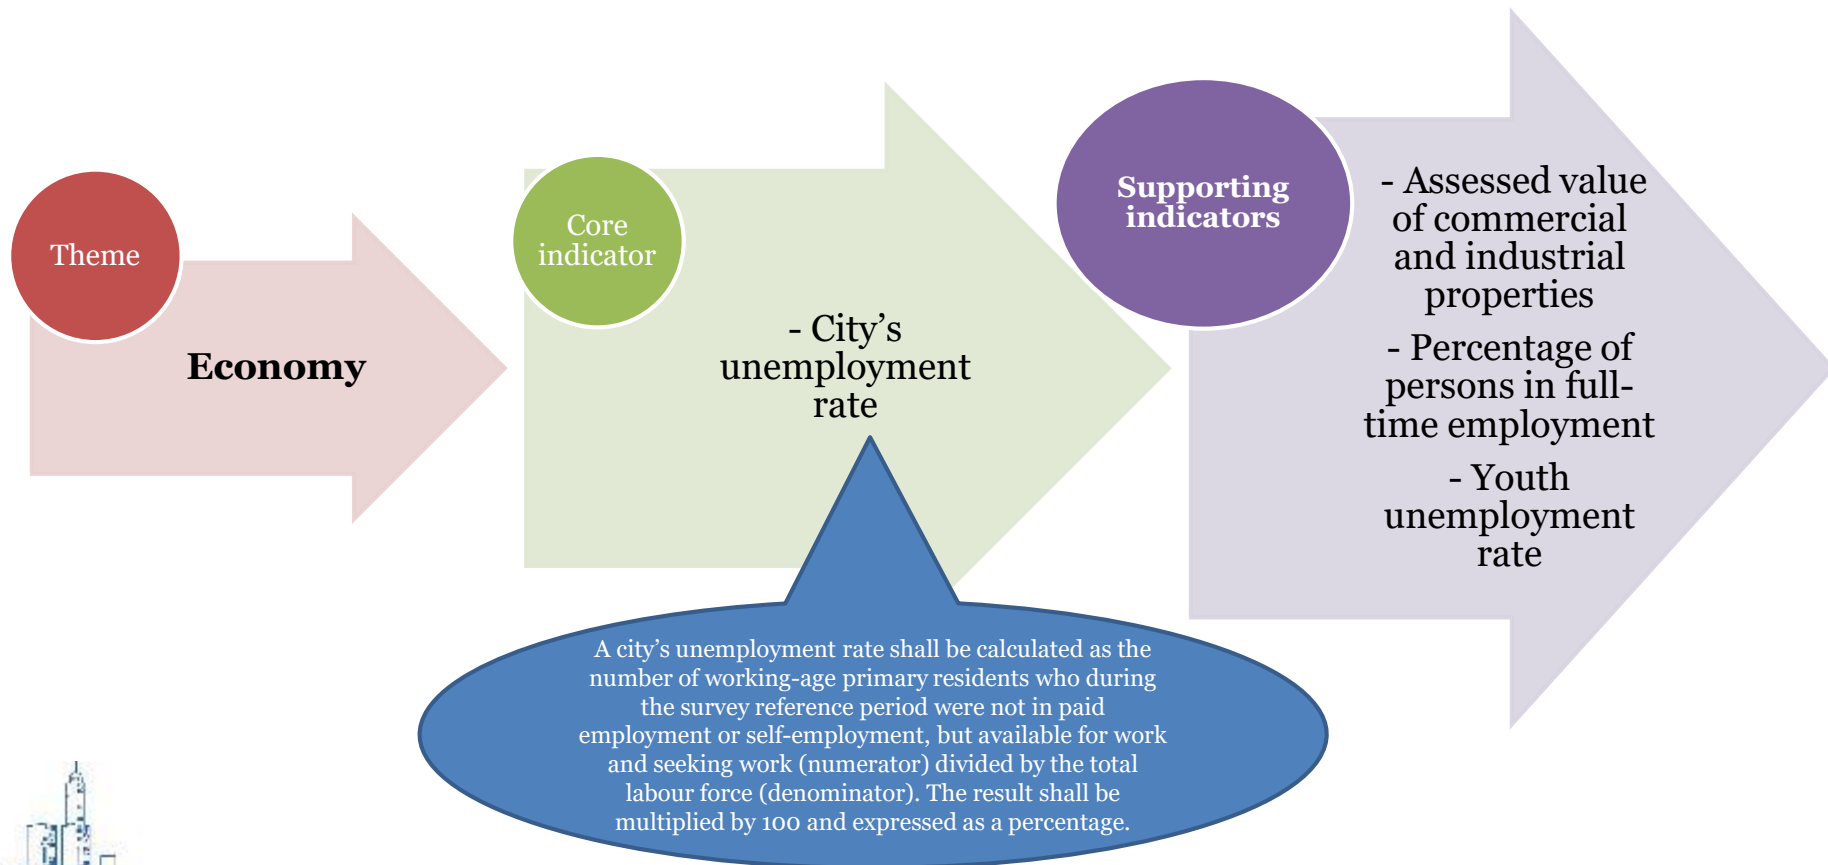 Theme
Economy
Core
indicator
- City’s
unemployment
rate
Supporting
indicators
- Assessed value
of commercial
and industrial
properties
- Percentage of
persons in full-
time employment
- Youth
unemployment
rate
A city’s unemployment rate shall be calculated as the
number of working-age primary residents who during
the survey reference period were not in paid
employment or self-employment, but available for work
and seeking work (numerator) divided by the total
labour force (denominator). The result shall be
multiplied by 100 and expressed as a percentage.